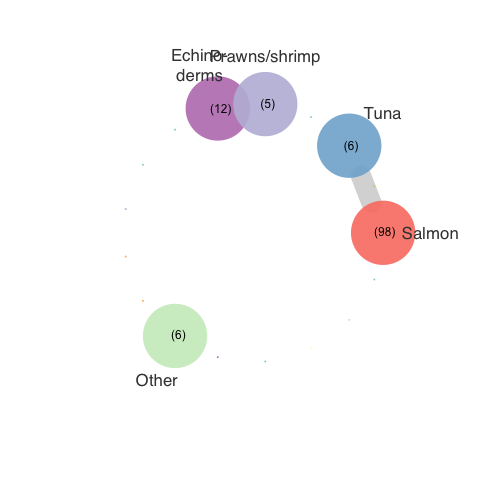 Echino-
derms
Prawns/shrimp
(12)
(5)
Tuna
(6)
(98)
Salmon
(6)
Other